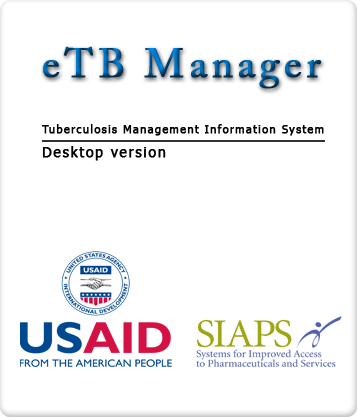 eTB Manager
Tuberculosis Management Information System
Desktop version
UNITED STATES AGENCY
USAID
INTERNATIONAL DEVELOPMENT
USAID
FROM THE AMERICAN PEOPLE
SIAPS
Systems for Improved Access
to Pharmaceuticals and Services